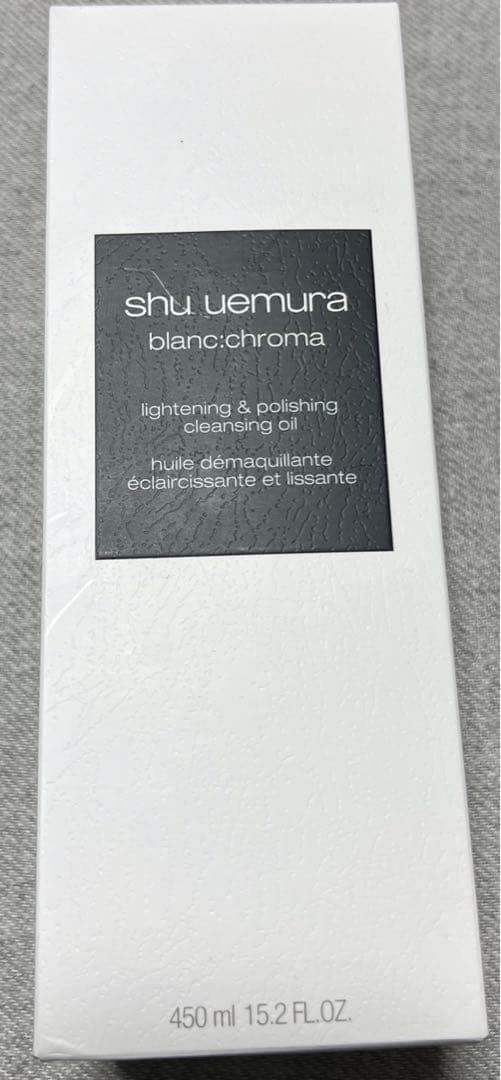 shu uemura
blanc:chroma
lightening & polishing
cleansing oil
huile démaquillante
éclaircissante et lissante
450 ml 15.2 FL.OZ.